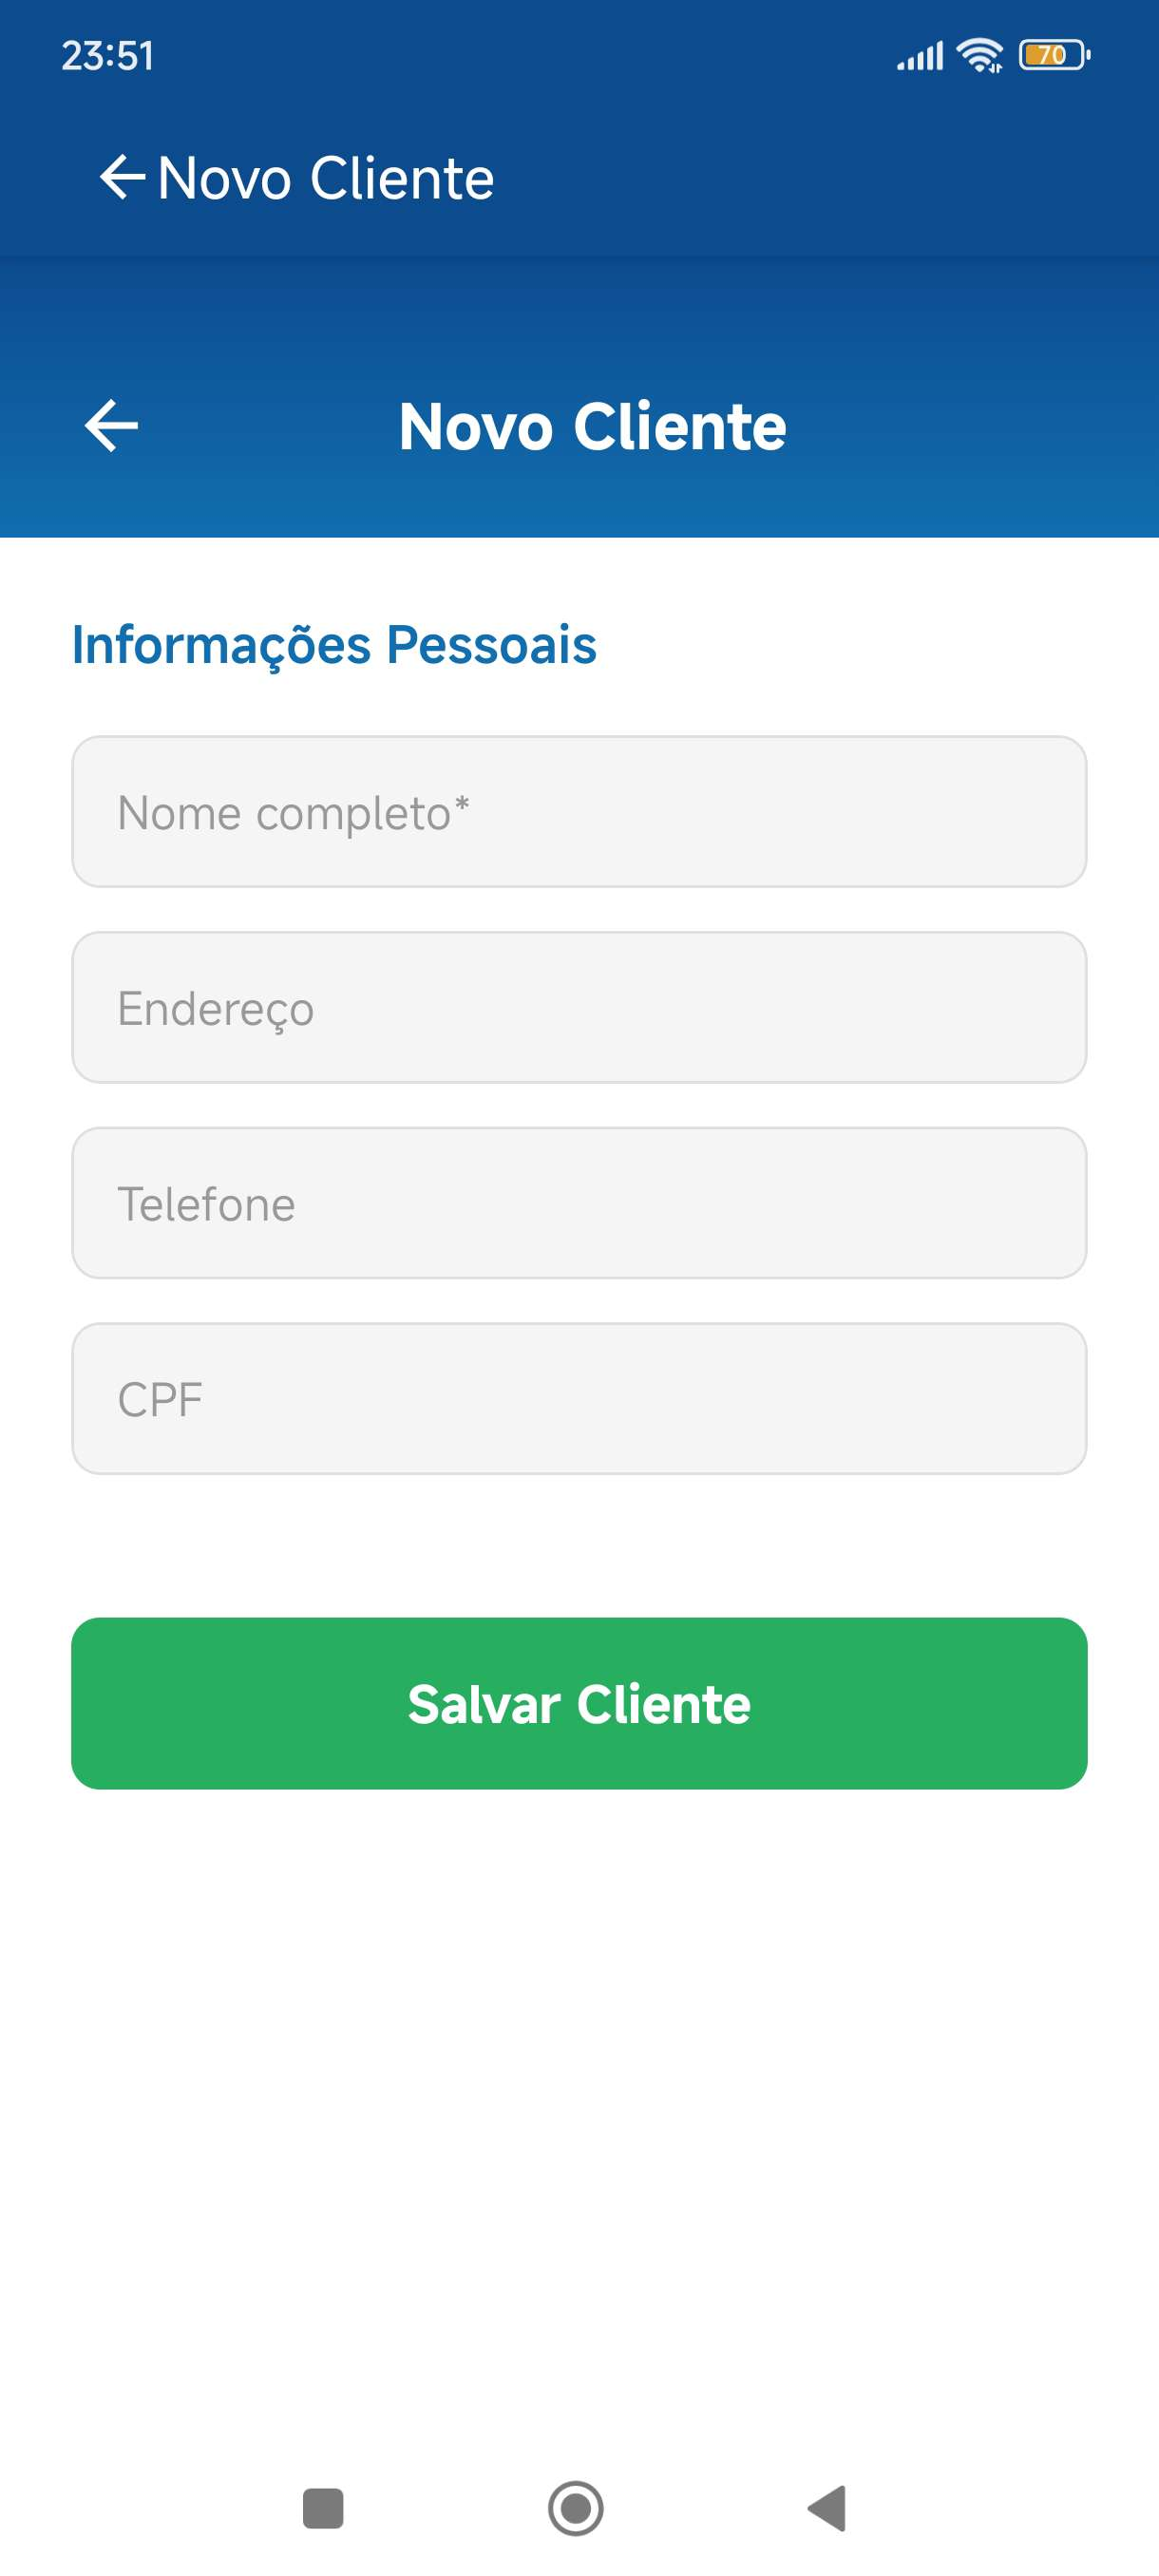 23:51
70
Novo Cliente
Novo Cliente
Informações Pessoais
Nome completo*
Endereço
Telefone
CPF
Salvar Cliente